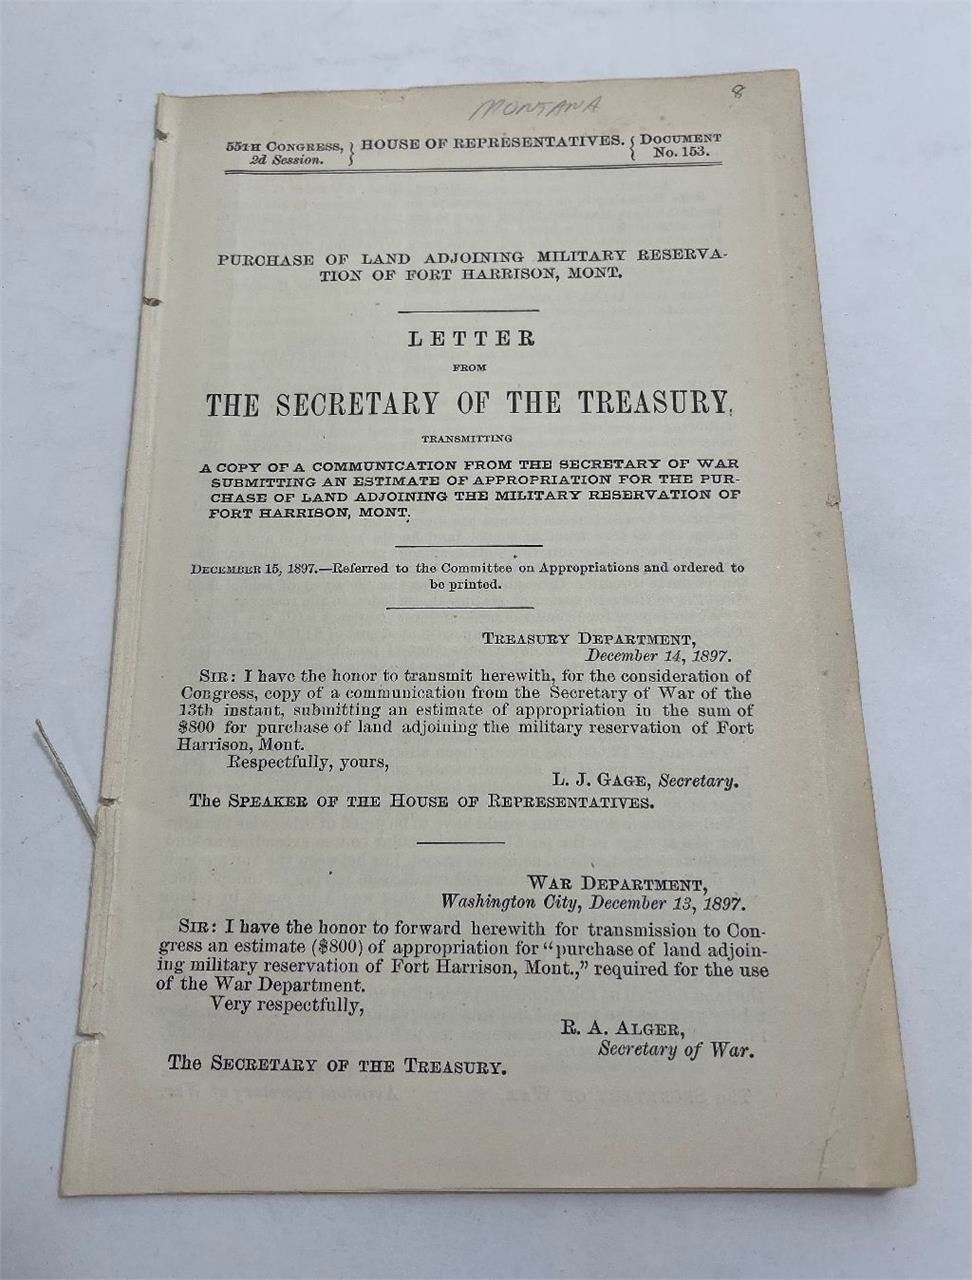 MONTANA 8
55TH CONGRESS, } HOUSE OF REPRESENTATIVES. { DOCUMENT
2d Session. } { No. 153.
PURCHASE OF LAND ADJOINING MILITARY RESERVA-
TION OF FORT HARRISON, MONT.
LETTER
FROM
THE SECRETARY OF THE TREASURY,
TRANSMITTING
A COPY OF A COMMUNICATION FROM THE SECRETARY OF WAR
SUBMITTING AN ESTIMATE OF APPROPRIATION FOR THE PUR-
CHASE OF LAND ADJOINING THE MILITARY RESERVATION OF
FORT HARRISON, MONT.
DECEMBER 15, 1897.—Referred to the Committee on Appropriations and ordered to
be printed.
TREASURY DEPARTMENT,
December 14, 1897.
SIR: I have the honor to transmit herewith, for the consideration of
Congress, copy of a communication from the Secretary of War of the
13th instant, submitting an estimate of appropriation in the sum of
$800 for purchase of land adjoining the military reservation of Fort
Harrison, Mont.
Respectfully, yours,
L. J. GAGE, Secretary.
The SPEAKER OF THE HOUSE OF REPRESENTATIVES.
WAR DEPARTMENT,
Washington City, December 13, 1897.
SIR: I have the honor to forward herewith for transmission to Con-
gress an estimate ($800) of appropriation for "purchase of land adjoin-
ing military reservation of Fort Harrison, Mont.," required for the use
of the War Department.
Very respectfully,
R. A. ALGER,
Secretary of War.
The SECRETARY OF THE TREASURY.